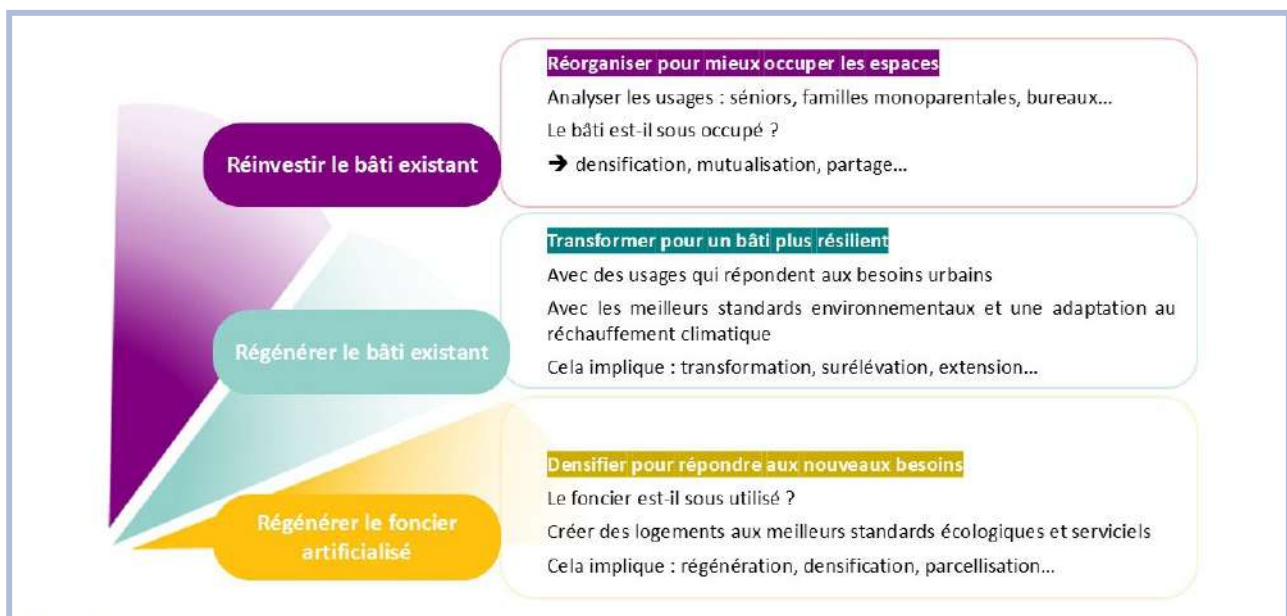 Réinvestir le bâti existant
Réorganiser pour mieux occuper les espaces
Analyser les usages : séniors, familles monoparentales, bureaux...
Le bâti est-il sous occupé ?
➔ densification, mutualisation, partage...
Régénérer le bâti existant
Transformer pour un bâti plus résilient
Avec des usages qui répondent aux besoins urbains
Avec les meilleurs standards environnementaux et une adaptation au
réchauffement climatique
Cela implique : transformation, surélévation, extension...
Régénérer le foncier
artificialisé
Densifier pour répondre aux nouveaux besoins
Le foncier est-il sous utilisé ?
Créer des logements aux meilleurs standards écologiques et serviciels
Cela implique : régénération, densification, parcellisation...